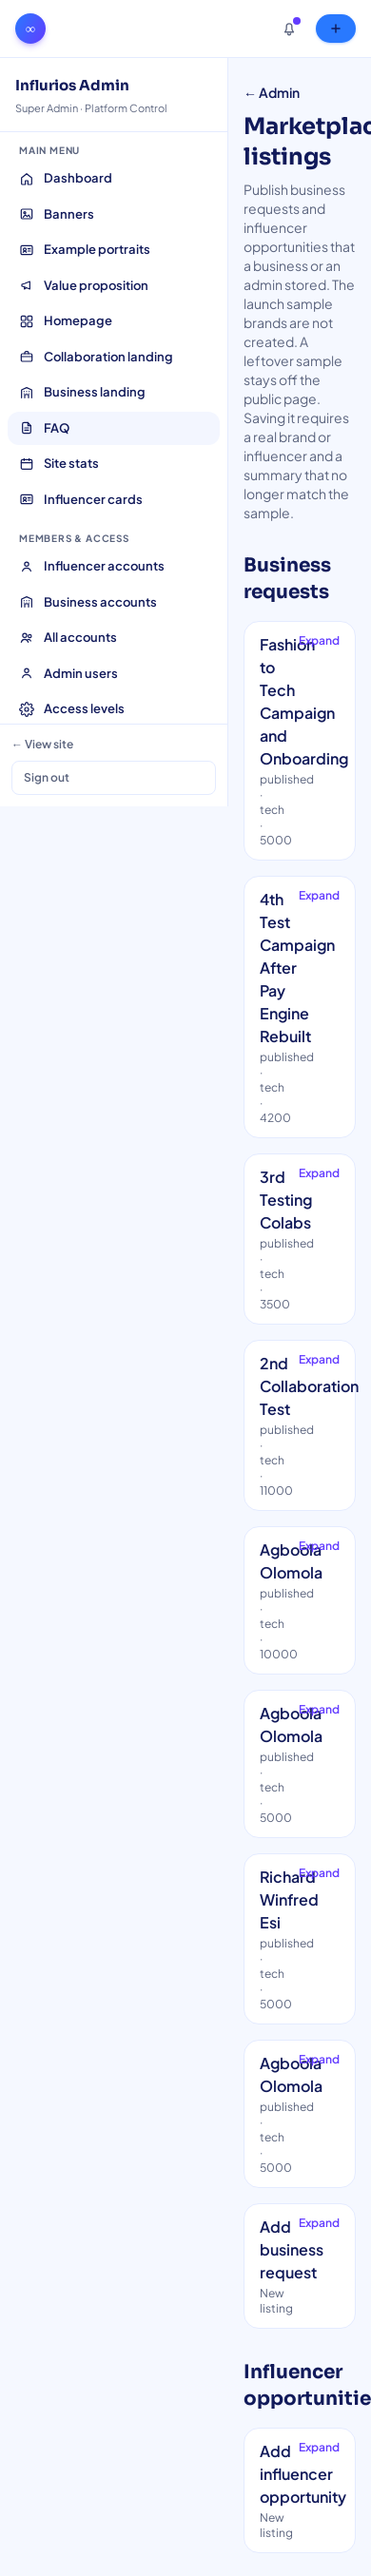 ∞
+
Influrios Admin
Super Admin · Platform Control
MAIN MENU
Dashboard
Banners
Example portraits
Value proposition
Homepage
Collaboration landing
Business landing
FAQ
Site stats
Influencer cards
MEMBERS & ACCESS
Influencer accounts
Business accounts
All accounts
Admin users
Access levels
← View site
Sign out
← Admin
Marketplac
listings
Publish business
requests and
influencer
opportunities that
a business or an
admin stored. The
launch sample
brands are not
created. A
leftover sample
stays off the
public page.
Saving it requires
a real brand or
influencer and a
summary that no
longer match the
sample.
Business
requests
Expand
Fashion
to
Tech
Campaign
and
Onboarding
published
·
tech
·
5000
Expand
4th
Test
Campaign
After
Pay
Engine
Rebuilt
published
·
tech
·
4200
Expand
3rd
Testing
Colabs
published
·
tech
·
3500
Expand
2nd
Collaboration
Test
published
·
tech
·
11000
Expand
Agboola
Olomola
published
·
tech
·
10000
Expand
Agboola
Olomola
published
·
tech
·
5000
Expand
Richard
Winfred
Esi
published
·
tech
·
5000
Expand
Agboola
Olomola
published
·
tech
·
5000
Expand
Add
business
request
New
listing
Influencer
opportunitie
Expand
Add
influencer
opportunity
New
listing